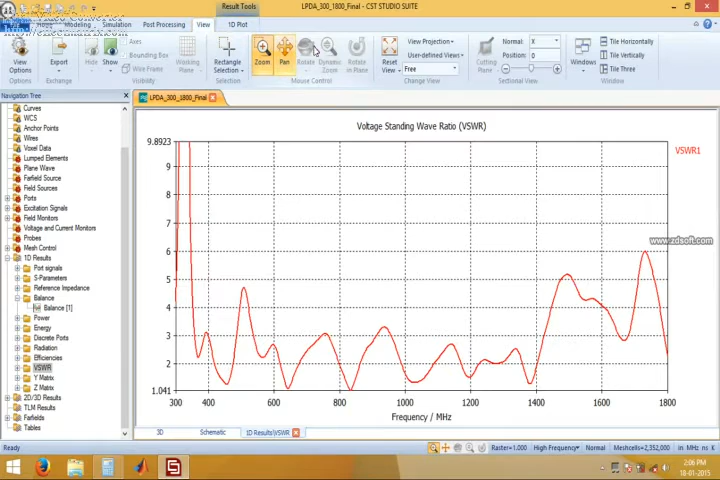 Result Tools
LPDA_300_1800_Final - CST STUDIO SUITE
Home
Modeling
Simulation
Post Processing
View
1D Plot
View
Options
Export
Hide
Show
Axes
Bounding Box
Wire Frame
Working
Plane
Rectangle
Selection
Zoom
Pan
Rotate
Dynamic
Zoom
Rotate
in Plane
Reset
View
View Projection
User-defined Views
Free
Cutting
Plane
Normal: X
Position: 0
Windows
Tile Horizontally
Tile Vertically
Tile Three
Options
Export
Visibility
Selection
Mouse Control
Change View
Sectional View
Window
Navigation Tree
LPDA_300_1800_Final
Curves
WCS
Anchor Points
Wires
Voxel Data
Lumped Elements
Plane Wave
Farfield Source
Field Sources
Ports
Excitation Signals
Field Monitors
Voltage and Current Monitors
Probes
Mesh Control
1D Results
Port signals
S-Parameters
Reference Impedance
Balance
Balance [1]
Power
Energy
Discrete Ports
Radiation
Efficiencies
VSWR
Y Matrix
Z Matrix
2D/3D Results
TLM Results
Farfields
Tables
Voltage Standing Wave Ratio (VSWR)
VSWR1
www.zdsoft.com
9.8923
9
8
7
6
5
4
3
2
1.041
300 400 600 800 1000 1200 1400 1600 1800
Frequency / MHz
3D
Schematic
1D Results\VSWR
Ready
Raster=1.000
High Frequency
Normal
Meshcells=2,352,000
in MHz ns K
2:06 PM
18-01-2015